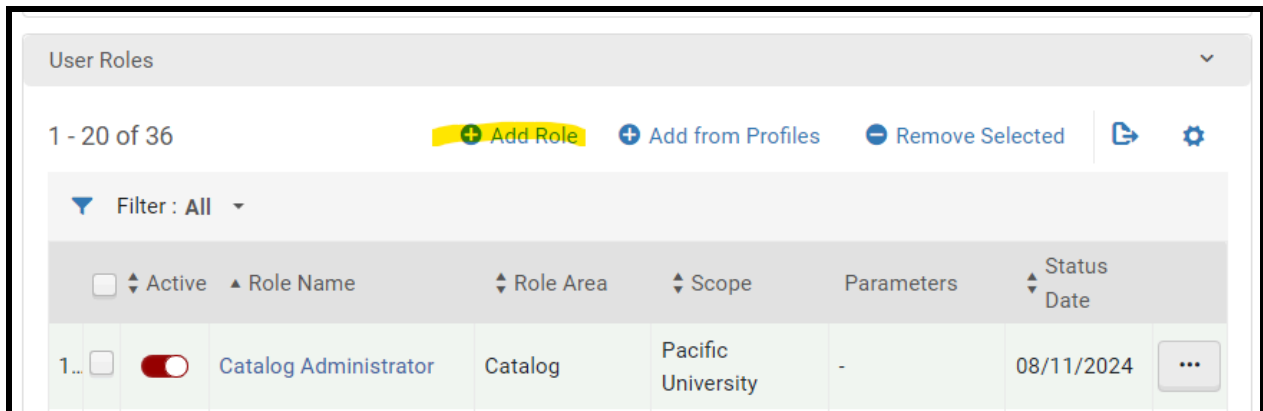 User Roles
1 - 20 of 36 Add Role Add from Profiles Remove Selected
Filter : All
Active Role Name Role Area Scope Parameters Status Date
1... Catalog Administrator Catalog Pacific University - 08/11/2024 ...